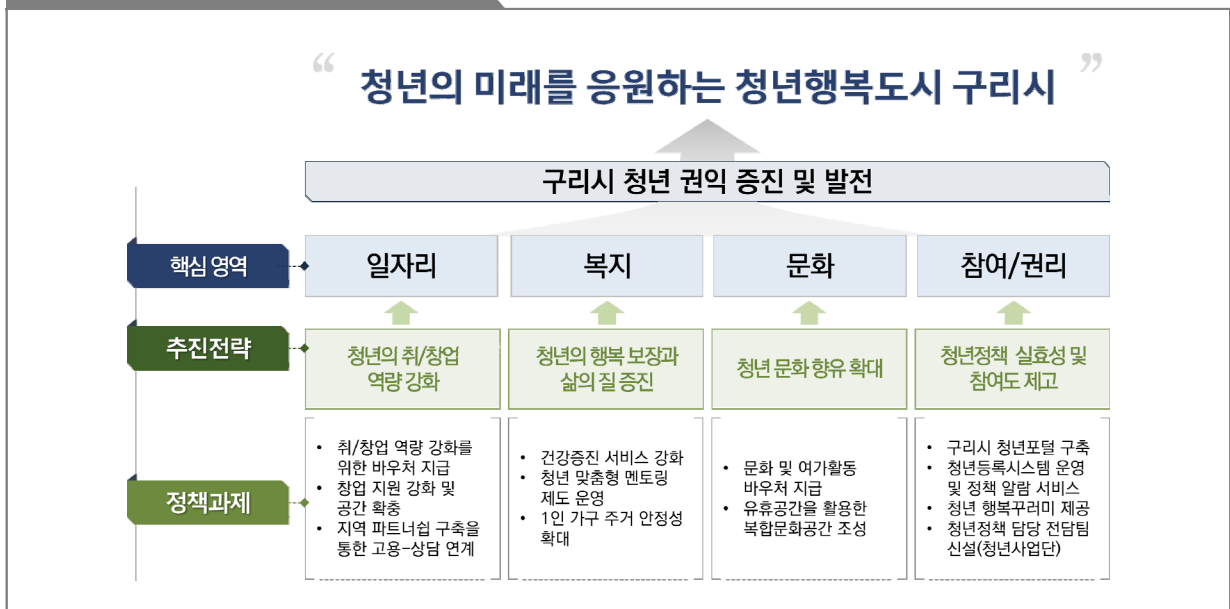 “ 청년의 미래를 응원하는 청년행복도시 구리시 ”
구리시 청년 권익 증진 및 발전
핵심 영역
일자리
복지
문화
참여/권리
추진전략
청년의 취/창업
역량 강화
청년의 행복 보장과
삶의 질 증진
청년 문화 향유 확대
청년정책 실효성 및
참여도 제고
정책과제
• 취/창업 역량 강화를
위한 바우처 지급
• 창업 지원 강화 및
공간 확충
• 지역 파트너쉽 구축을
통한 고용-상담 연계
• 건강증진 서비스 강화
• 청년 맞춤형 멘토링
제도 운영
• 1인 가구 주거 안정성
확대
• 문화 및 여가활동
바우처 지급
• 유휴공간을 활용한
복합문화공간 조성
• 구리시 청년포털 구축
• 청년등록시스템 운영
및 정책 알람 서비스
• 청년 행복꾸러미 제공
• 청년정책 담당 전담팀
신설(청년사업단)